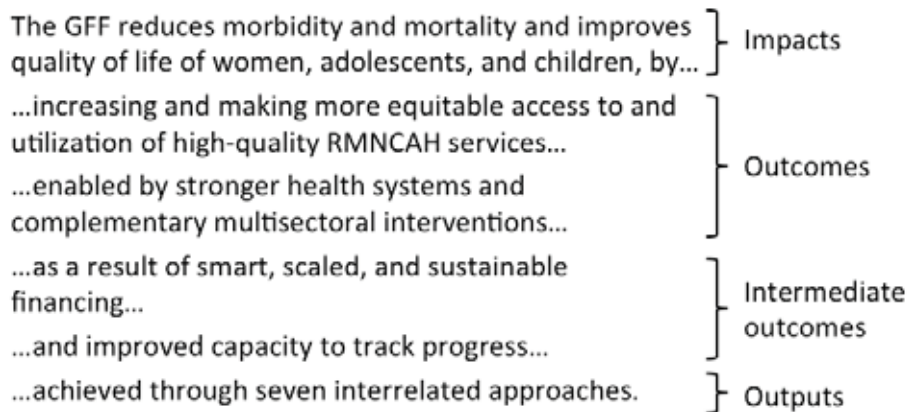 The GFF reduces morbidity and mortality and improves
quality of life of women, adolescents, and children, by...
Impacts
...increasing and making more equitable access to and
utilization of high-quality RMNCAH services...
...enabled by stronger health systems and
complementary multisectoral interventions...
Outcomes
...as a result of smart, scaled, and sustainable
financing...
...and improved capacity to track progress...
Intermediate
outcomes
...achieved through seven interrelated approaches.
Outputs